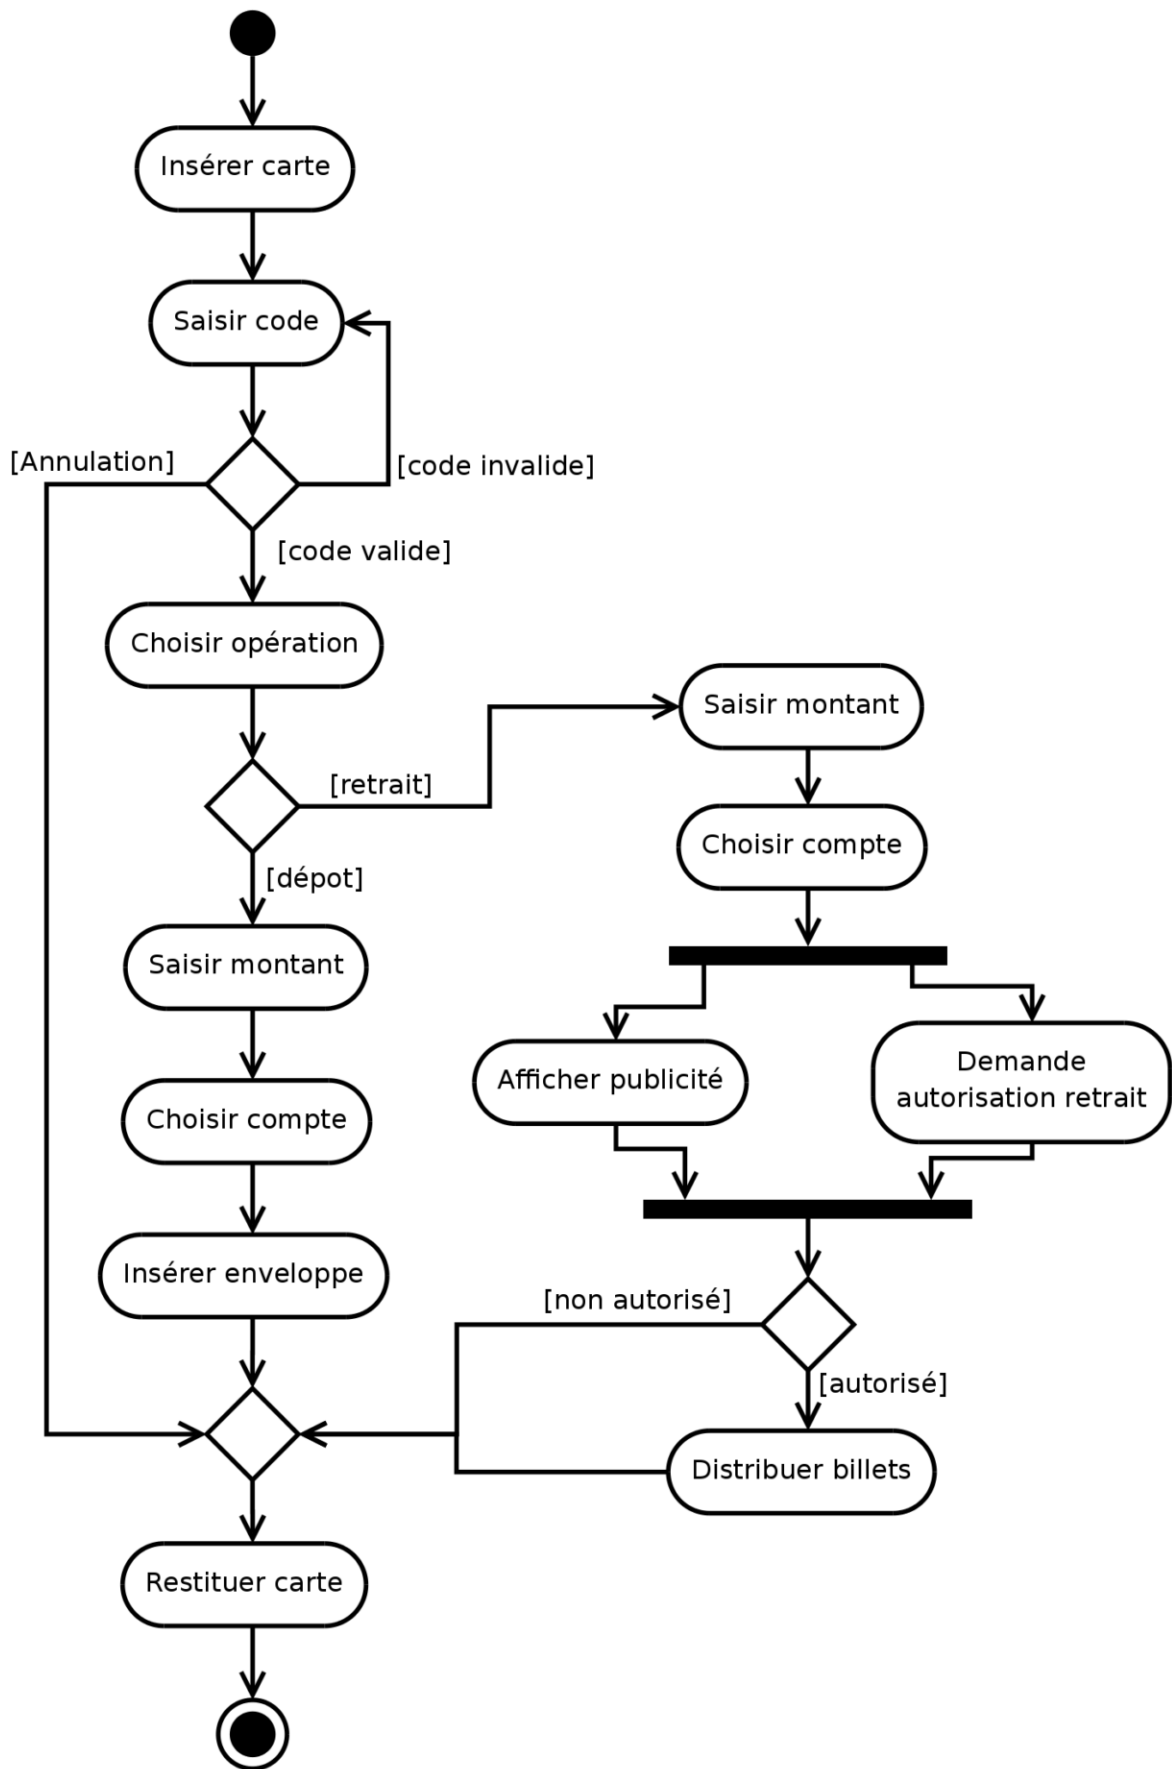 Insérer carte
Saisir code
[Annulation]
[code invalide]
[code valide]
Choisir opération
[retrait]
Saisir montant
Choisir compte
[dépot]
Saisir montant
Choisir compte
Insérer enveloppe
Afficher publicité
Demande
autorisation retrait
[non autorisé]
[autorisé]
Distribuer billets
Restituer carte